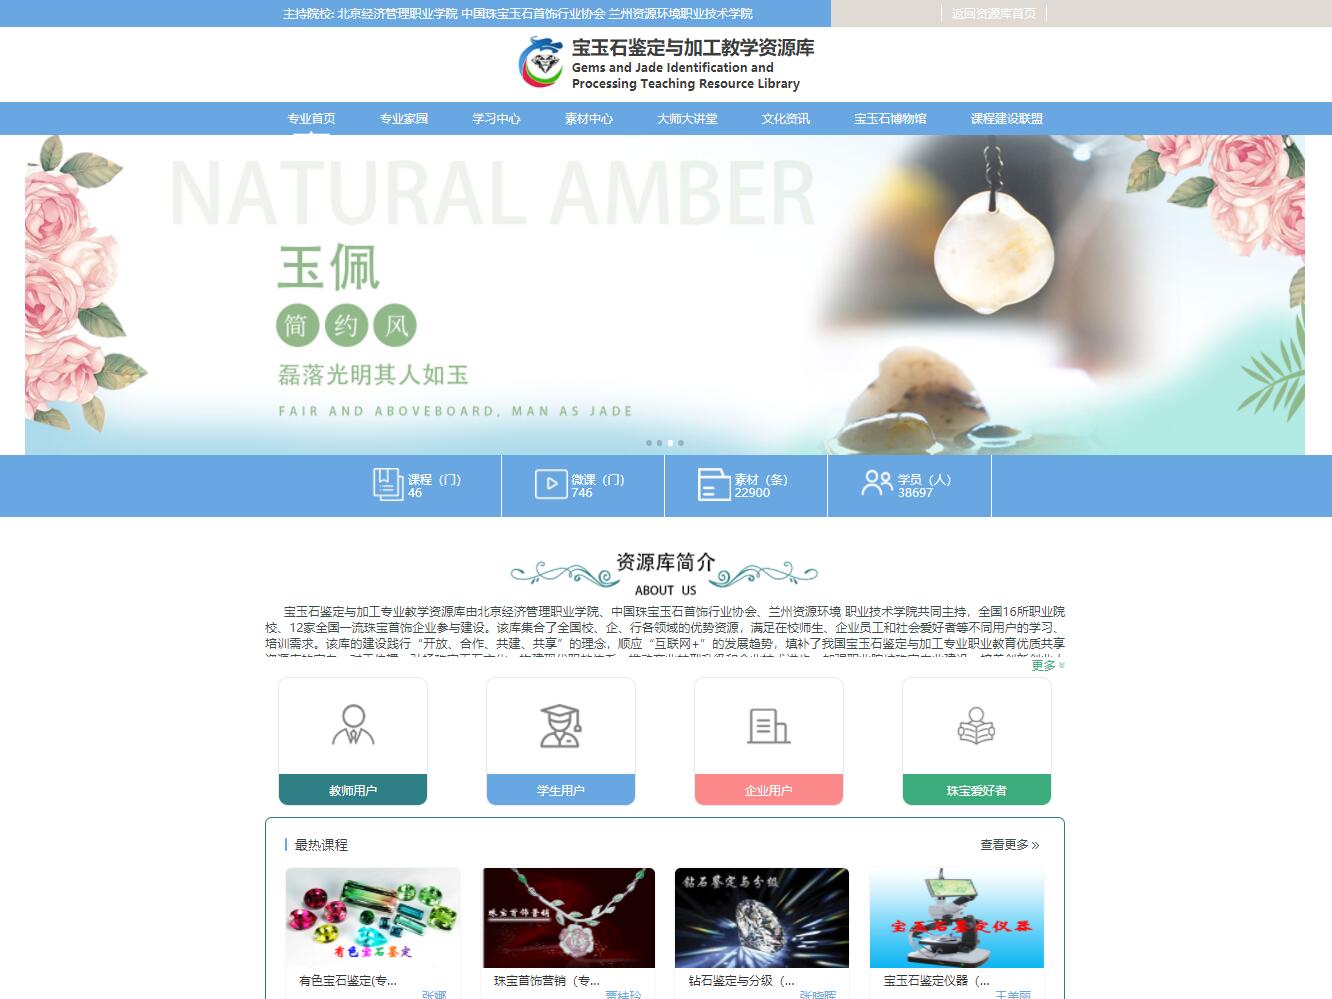 主持院校: 北京经济管理职业学院 中国珠宝玉石首饰行业协会 兰州资源环境职业技术学院
返回资源库首页
宝玉石鉴定与加工教学资源库
Gems and Jade Identification and
Processing Teaching Resource Library
专业首页 专业家园 学习中心 素材中心 大师大讲堂 文化资讯 宝玉石博物馆 课程建设联盟
NATURAL AMBER
玉佩
简约风
磊落光明其人如玉
FAIR AND ABOVEBOARD, MAN AS JADE
课程（门）
46
微课（门）
746
素材（条）
22900
学员（人）
38697
资源库简介
ABOUT US
宝玉石鉴定与加工专业教学资源库由北京经济管理职业学院、中国珠宝玉石首饰行业协会、兰州资源环境 职业技术学院共同主持，全国16所职业院
校、12家全国一流珠宝首饰企业参与建设。该库集合了全国校、企、行各领域的优势资源，满足在校师生、企业员工和社会爱好者等不同用户的学习、
培训需求。该库的建设践行“开放、合作、共建、共享”的理念，顺应“互联网+”的发展趋势，填补了我国宝玉石鉴定与加工专业职业教育优质共享
更多
教师用户
学生用户
企业用户
珠宝爱好者
最热课程
查看更多
有色宝石鉴定
珠宝首饰营销
钻石鉴定与分级
宝玉石鉴定仪器
有色宝石鉴定(专...
珠宝首饰营销（专...
钻石鉴定与分级（...
宝玉石鉴定仪器（...
张娜
贾桂玲
张晓晖
王美丽